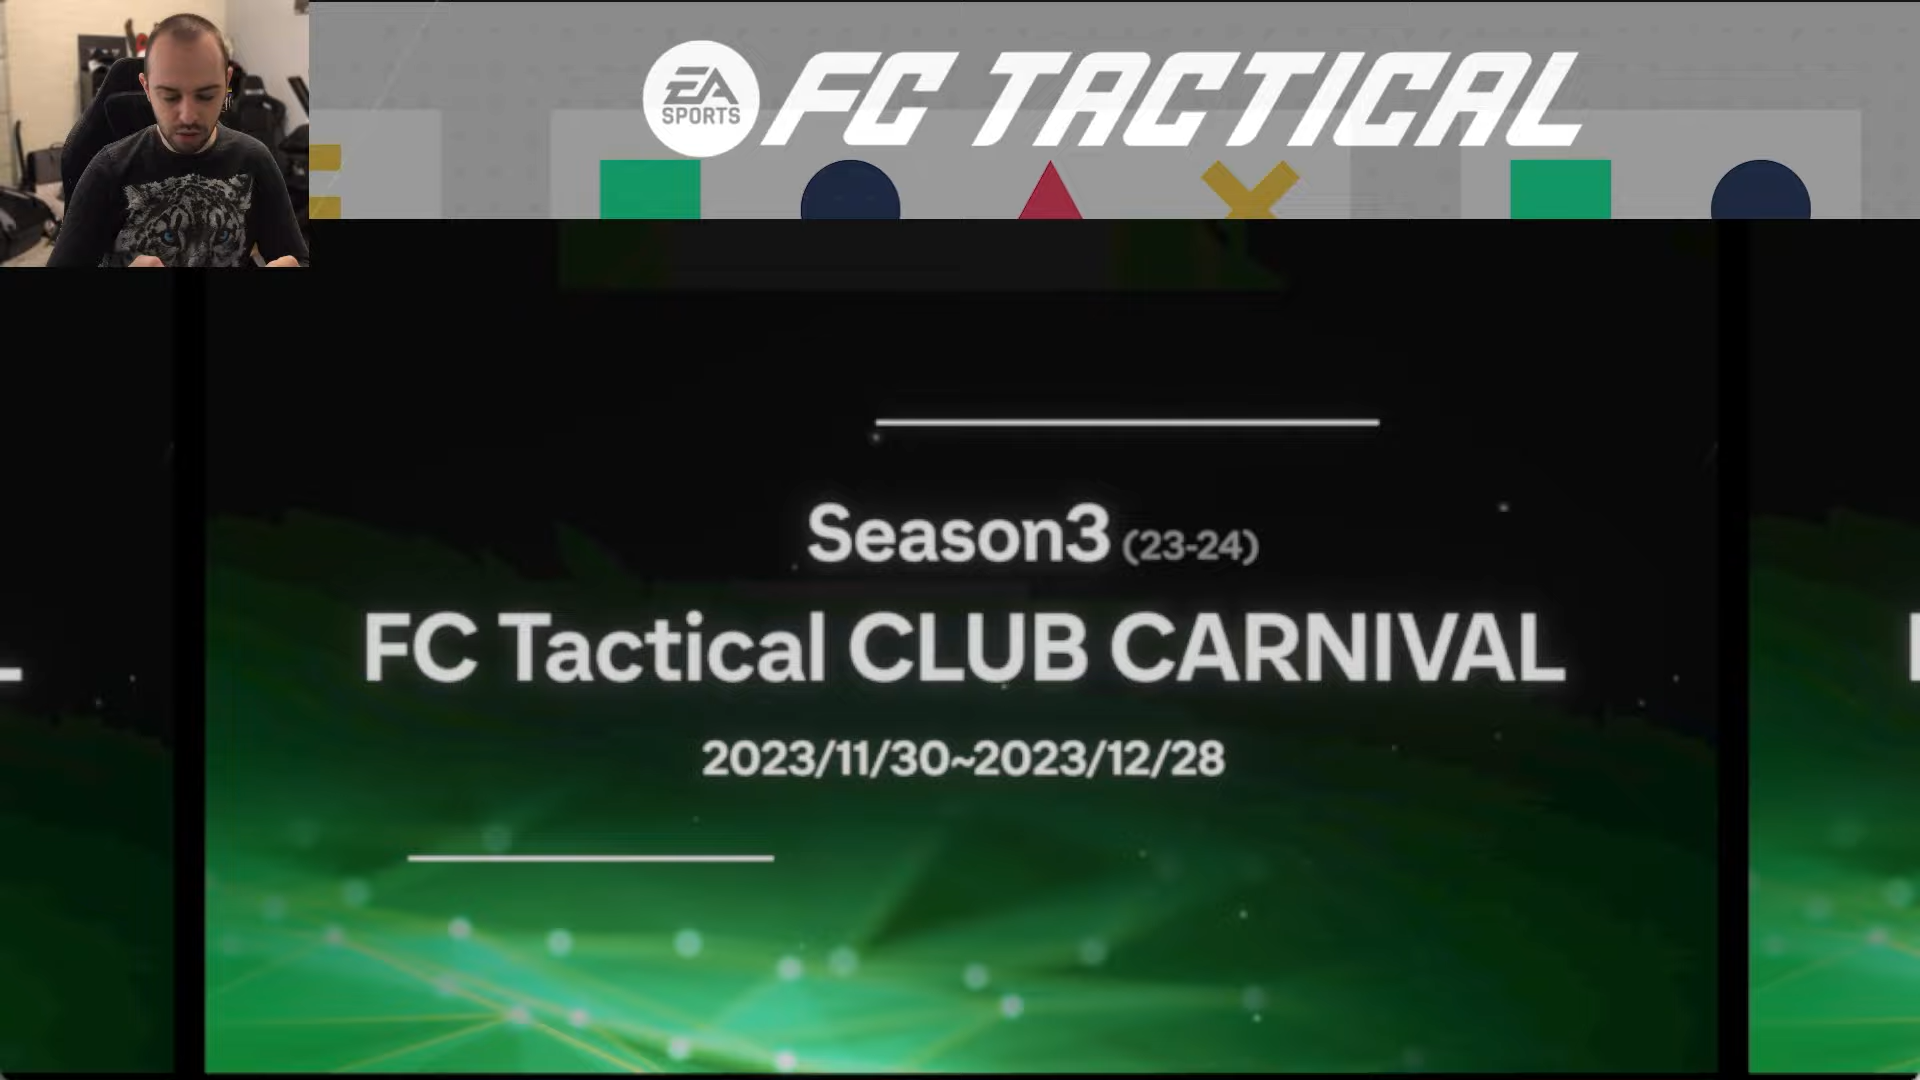 EA
SPORTS
FC TACTICAL
Season3 (23-24)
FC Tactical CLUB CARNIVAL
2023/11/30~2023/12/28